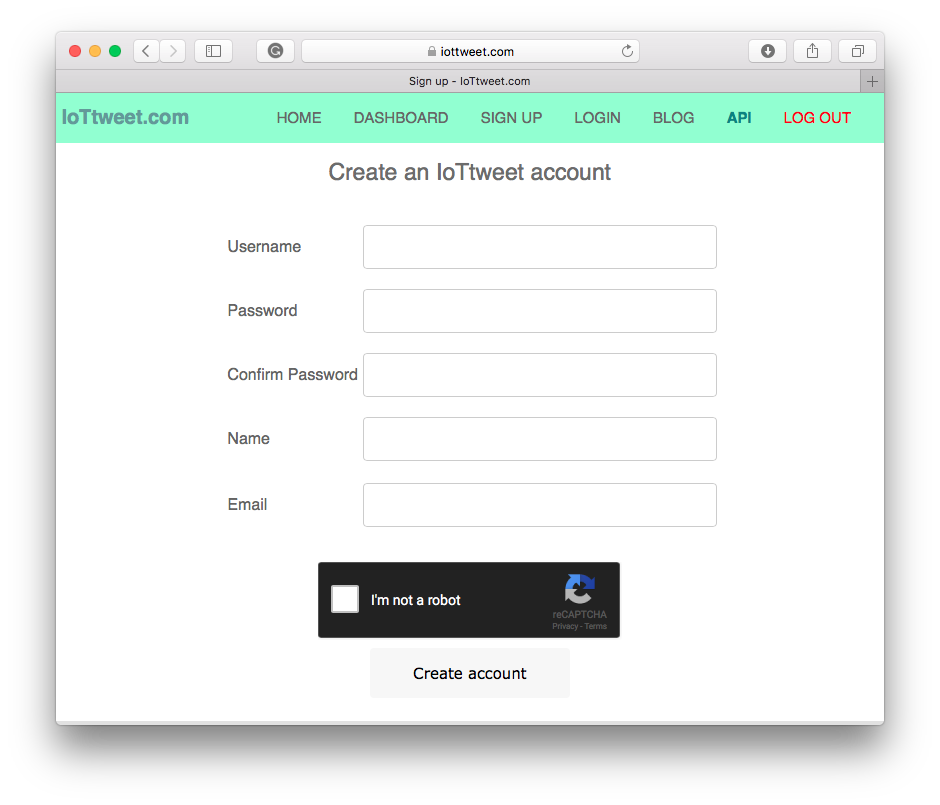 iottweet.com
Sign up - IoTtweet.com
IoTtweet.com HOME DASHBOARD SIGN UP LOGIN BLOG API LOG OUT
Create an IoTtweet account
Username
Password
Confirm Password
Name
Email
I'm not a robot
reCAPTCHA
Privacy - Terms
Create account